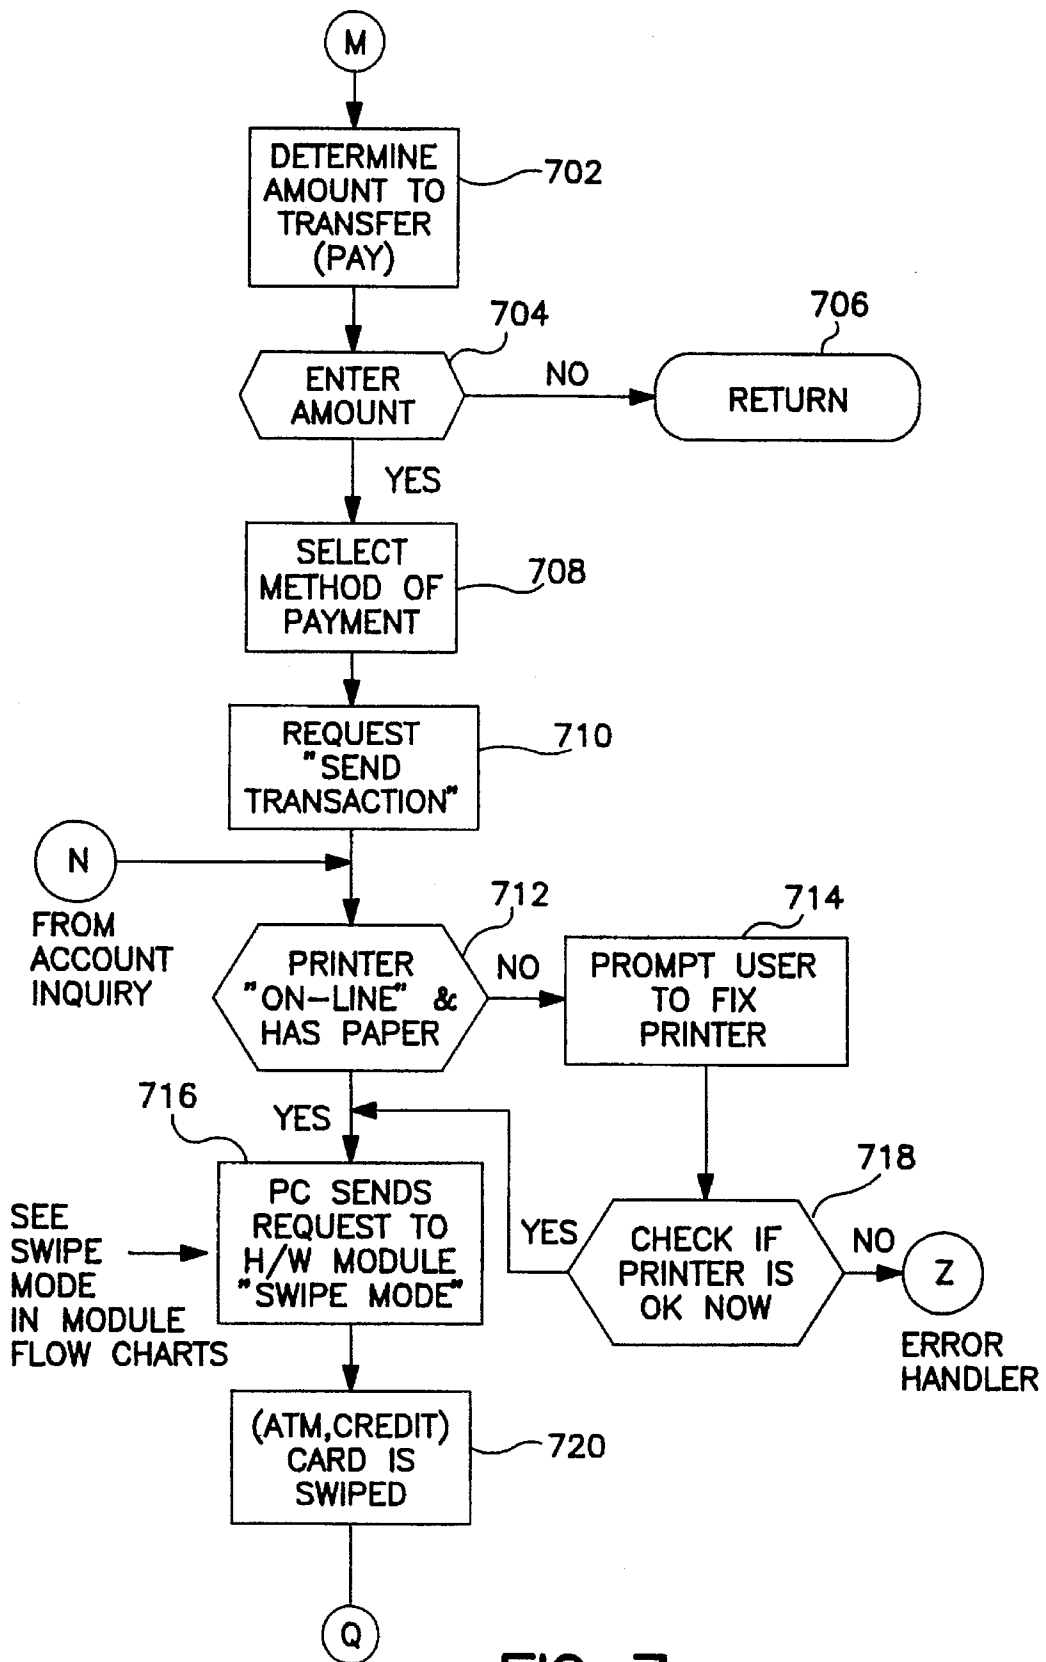 M
DETERMINE
AMOUNT TO
TRANSFER
(PAY)
702
704
ENTER
AMOUNT
NO
706
RETURN
YES
SELECT
METHOD OF
PAYMENT
708
REQUEST
"SEND
TRANSACTION"
710
N
FROM
ACCOUNT
INQUIRY
712
PRINTER
"ON-LINE" &
HAS PAPER
NO
714
PROMPT USER
TO FIX
PRINTER
716
YES
PC SENDS
REQUEST TO
H/W MODULE
"SWIPE MODE"
SEE
SWIPE
MODE
IN MODULE
FLOW CHARTS
718
YES
CHECK IF
PRINTER IS
OK NOW
NO
Z
ERROR
HANDLER
(ATM,CREDIT)
CARD IS
SWIPED
720
Q